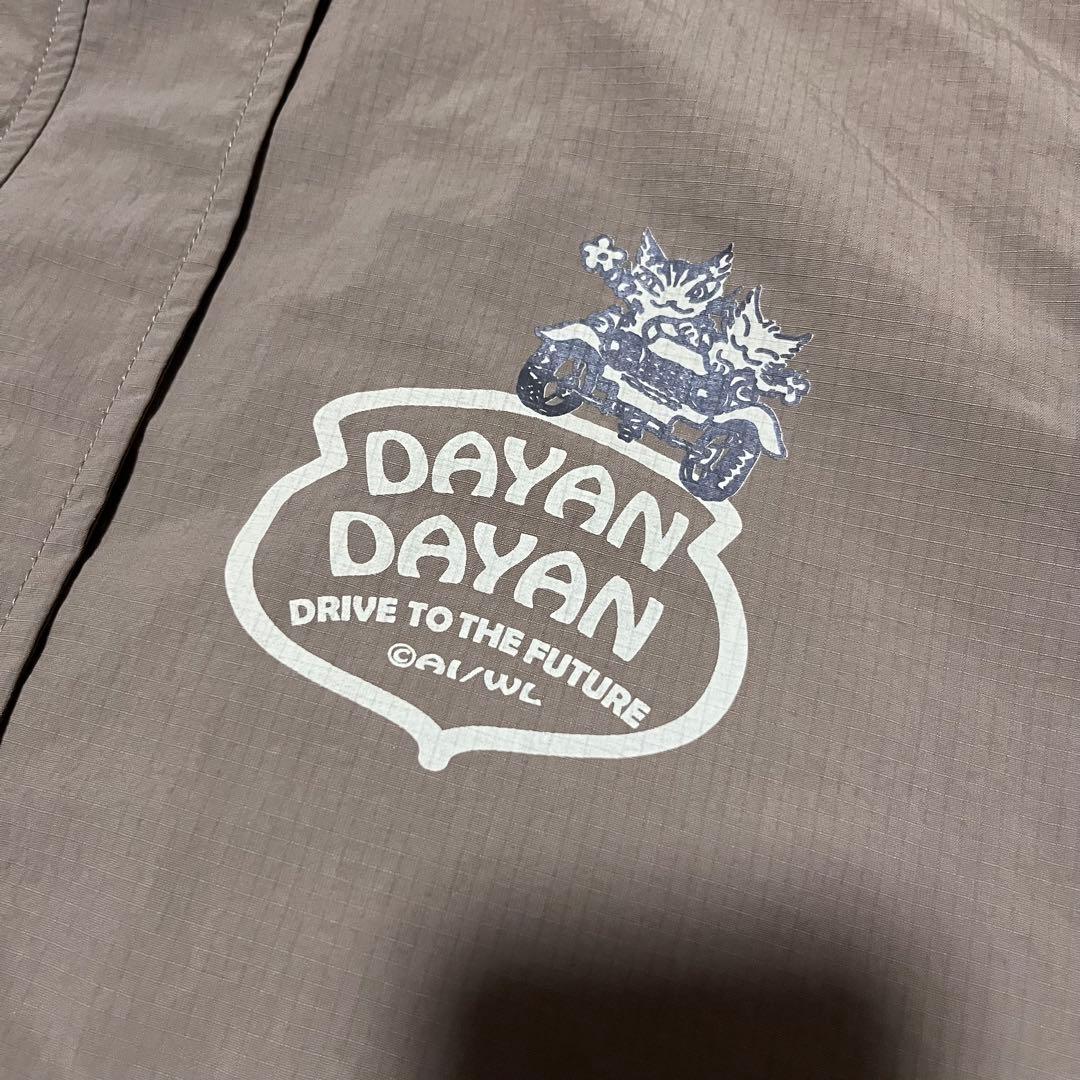 DAYAN
DAYAN
DRIVE TO THE FUTURE
©AI/WL